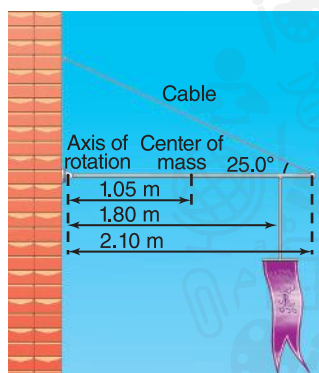 Cable
Axis of Center of
rotation mass 25.0°
1.05 m
1.80 m
2.10 m